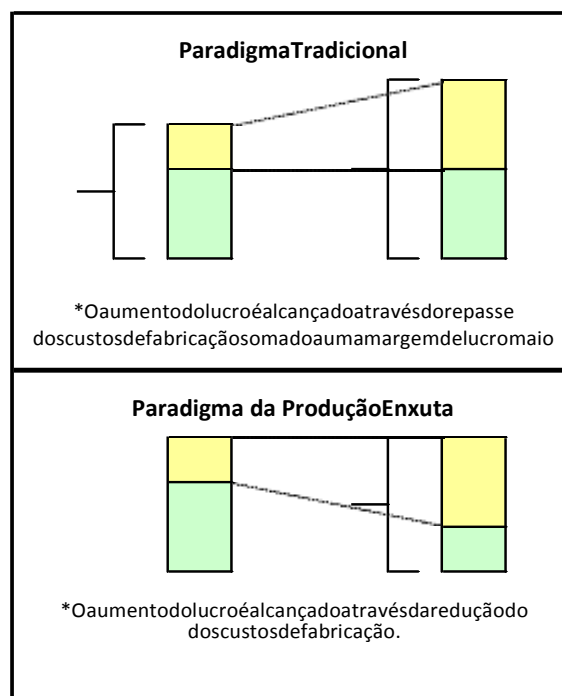 ParadigmaTradicional
*Oaumentodolucroéalcançadoatravésdorepasse
doscustosdefabricaçãosomadoaumamargemdelucromaio
Paradigma da ProduçãoEnxuta
*Oaumentodolucroéalcançadoatravésdareduçãodo
doscustosdefabricação.